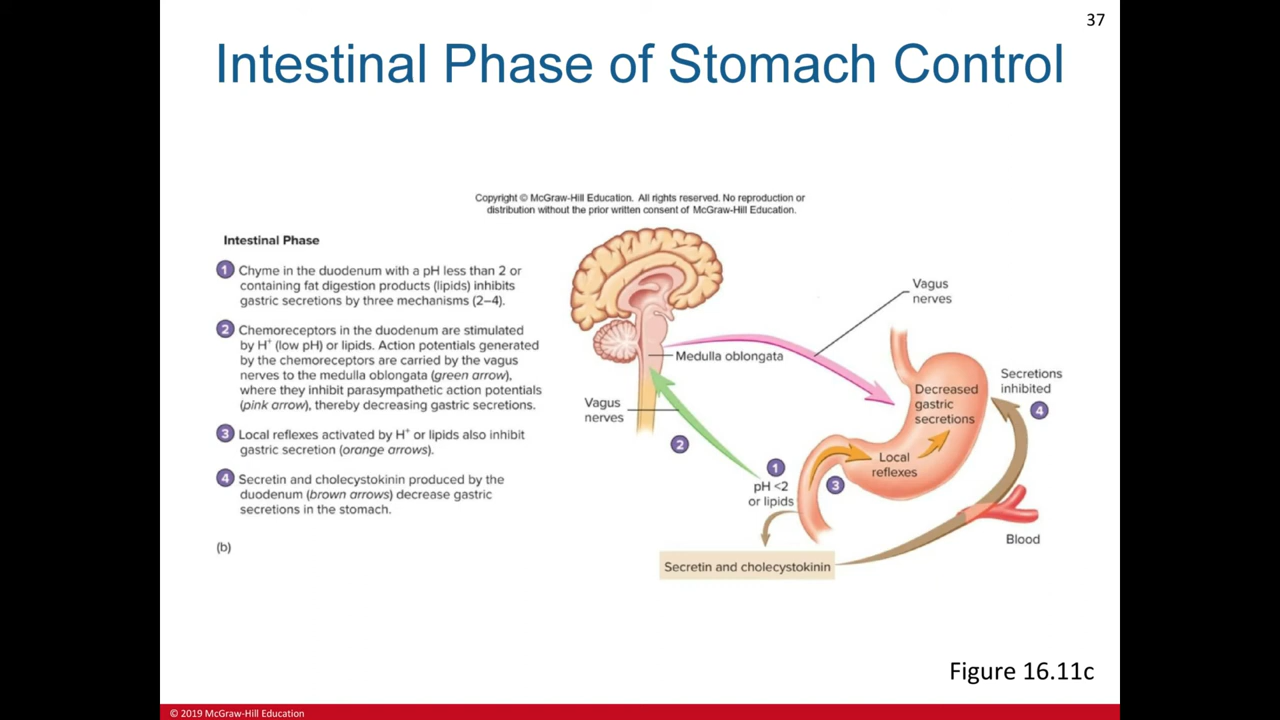 37
Intestinal Phase of Stomach Control
Copyright © McGraw-Hill Education. All rights reserved. No reproduction or
distribution without the prior written consent of McGraw-Hill Education.
Intestinal Phase
1 Chyme in the duodenum with a pH less than 2 or
containing fat digestion products (lipids) inhibits
gastric secretions by three mechanisms (2–4).
2 Chemoreceptors in the duodenum are stimulated
by H⁺ (low pH) or lipids. Action potentials generated
by the chemoreceptors are carried by the vagus
nerves to the medulla oblongata (green arrow),
where they inhibit parasympathetic action potentials
(pink arrow), thereby decreasing gastric secretions.
3 Local reflexes activated by H⁺ or lipids also inhibit
gastric secretion (orange arrows).
4 Secretin and cholecystokinin produced by the
duodenum (brown arrows) decrease gastric
secretions in the stomach.
(b)
Vagus
nerves
Medulla oblongata
Vagus
nerves
2
1
pH <2
or lipids
3
Local
reflexes
Decreased
gastric
secretions
Secretions
inhibited
4
Blood
Secretin and cholecystokinin
Figure 16.11c
© 2019 McGraw-Hill Education